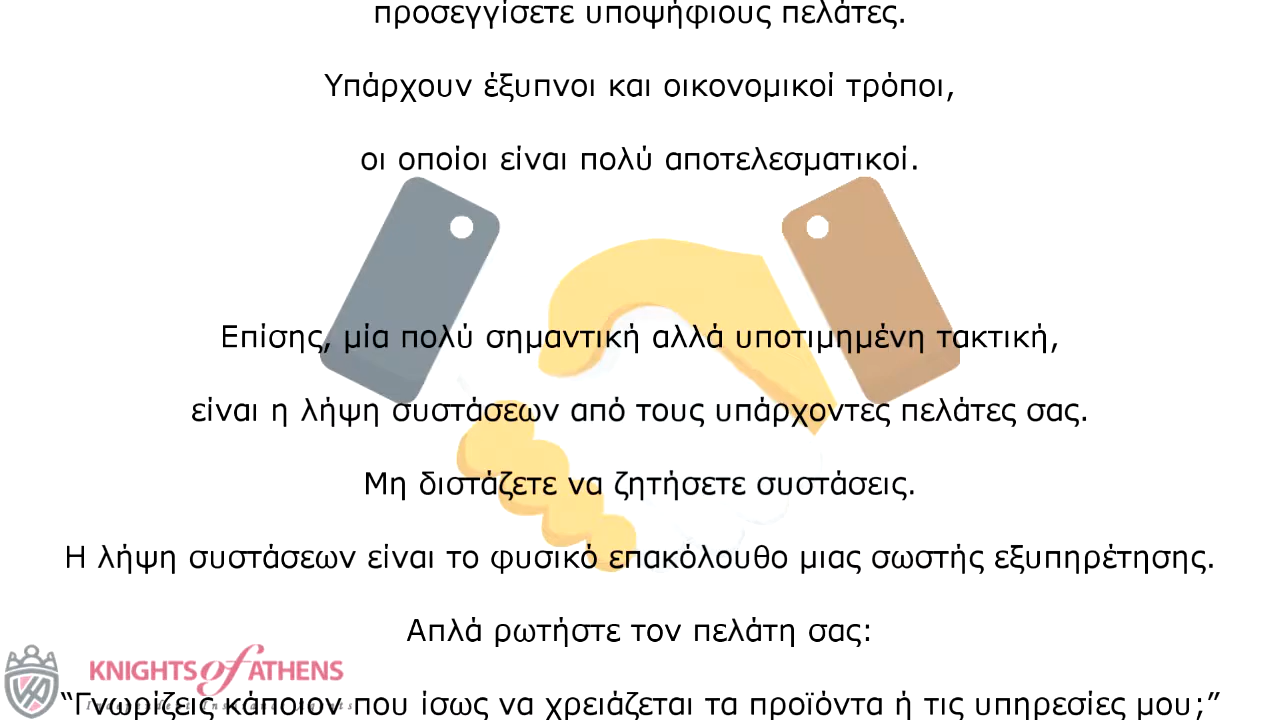 προσεγγίσετε υποψήφιους πελάτες.
Υπάρχουν έξυπνοι και οικονομικοί τρόποι,
οι οποίοι είναι πολύ αποτελεσματικοί.
Επίσης, μία πολύ σημαντική αλλά υποτιμημένη τακτική,
είναι η λήψη συστάσεων από τους υπάρχοντες πελάτες σας.
Μη διστάζετε να ζητήσετε συστάσεις.
Η λήψη συστάσεων είναι το φυσικό επακόλουθο μιας σωστής εξυπηρέτησης.
Απλά ρωτήστε τον πελάτη σας:
KNIGHTS of ATHENS
“Γνωρίζεις κάποιον που ίσως να χρειάζεται τα προϊόντα ή τις υπηρεσίες μου;”